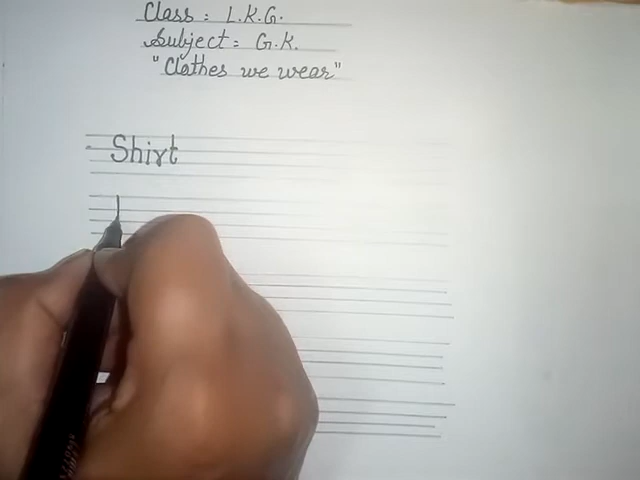 Class : L.K.G.
Subject = G.K.
"Clothes we wear"
- Shirt